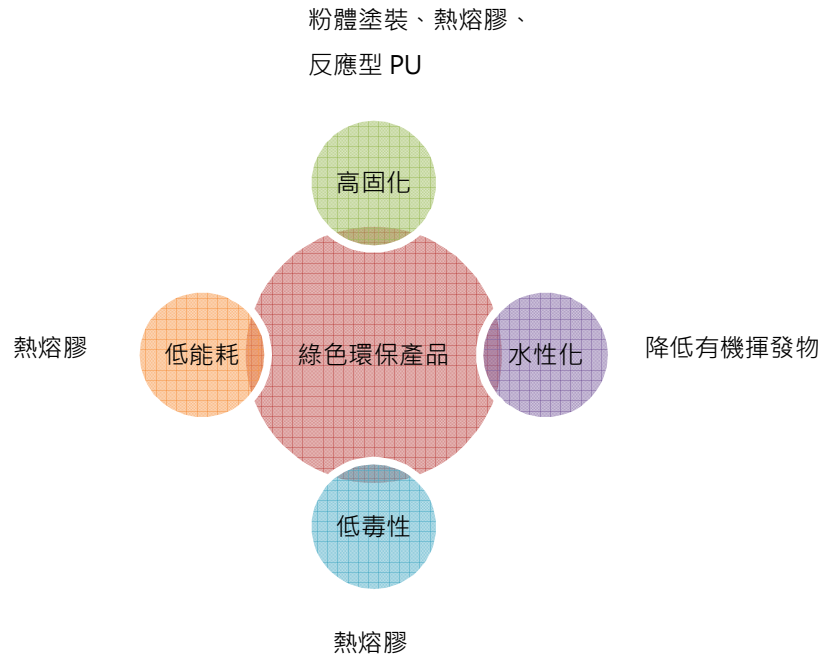 粉體塗裝、熱熔膠、
反應型 PU
高固化
熱熔膠
低能耗
綠色環保產品
水性化
降低有機揮發物
低毒性
熱熔膠